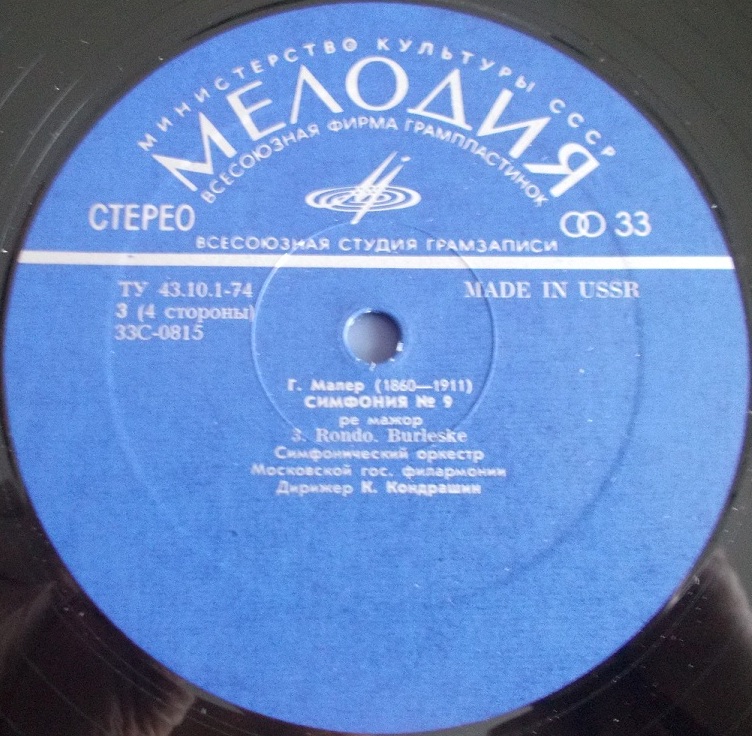 МИНИСТЕРСТВО КУЛЬТУРЫ СССР
МЕЛОДИЯ
ВСЕСОЮЗНАЯ ФИРМА ГРАМПЛАСТИНОК
СТЕРЕО
33
ВСЕСОЮЗНАЯ СТУДИЯ ГРАМЗАПИСИ
ТУ 43.10.1-74
MADE IN USSR
3 (4 стороны)
33С-0815
Г. Малер (1860—1911)
СИМФОНИЯ № 9
ре мажор
3. Rondo. Burleske
Симфонический оркестр
Московской гос. филармонии
Дирижер К. Кондрашин